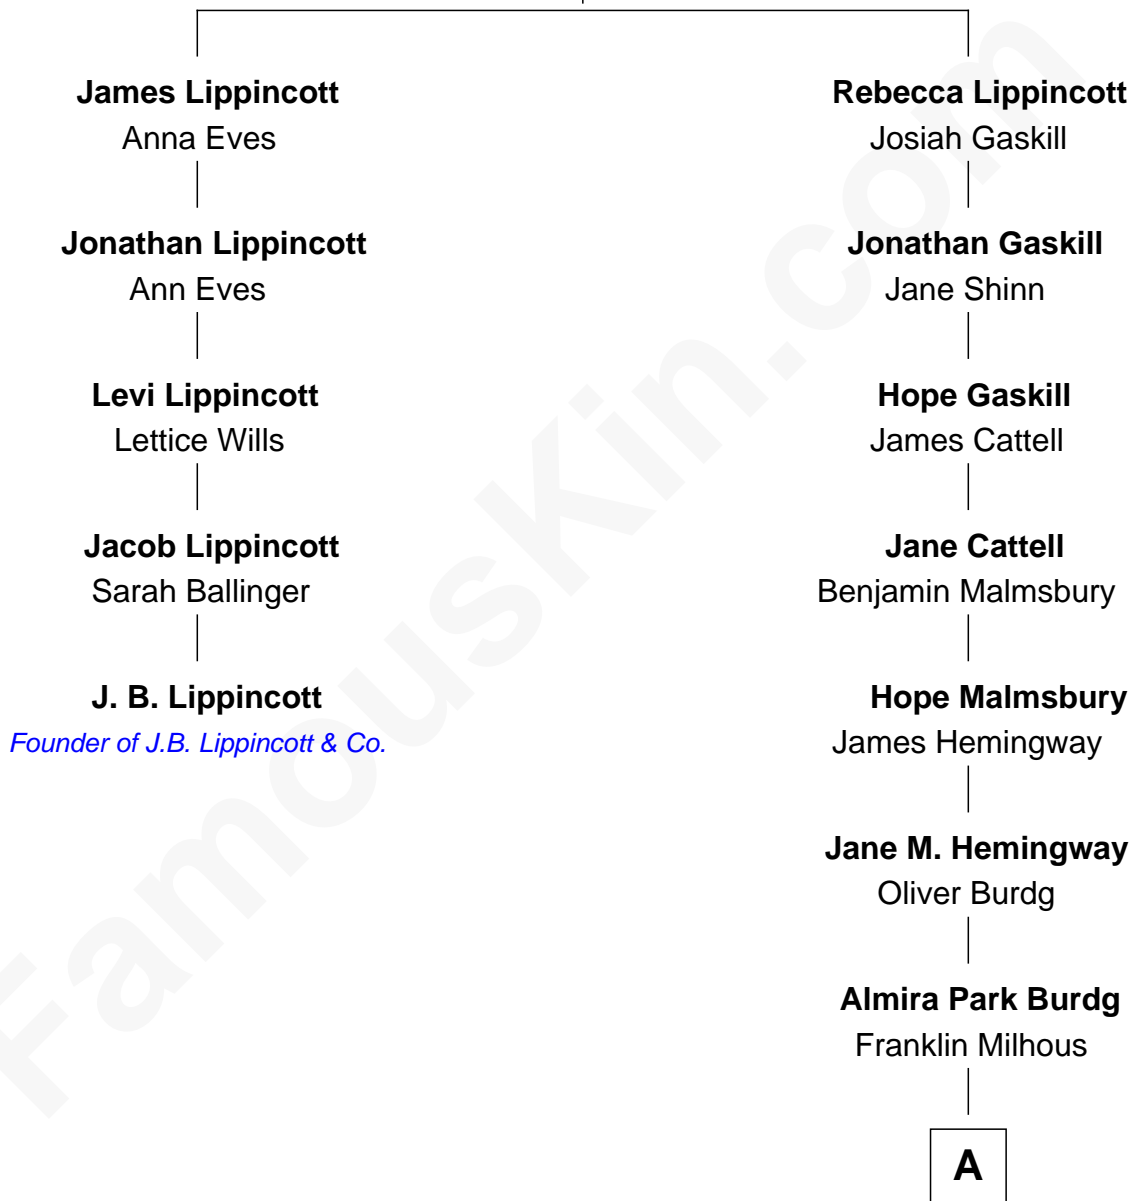 James Lippincott
Anna Eves
Jonathan Lippincott
Ann Eves
Levi Lippincott
Lettice Wills
Jacob Lippincott
Sarah Ballinger
J. B. Lippincott
Founder of J.B. Lippincott & Co.
Rebecca Lippincott
Josiah Gaskill
Jonathan Gaskill
Jane Shinn
Hope Gaskill
James Cattell
Jane Cattell
Benjamin Malmsbury
Hope Malmsbury
James Hemingway
Jane M. Hemingway
Oliver Burdg
Almira Park Burdg
Franklin Milhous
A
FamousKin.com